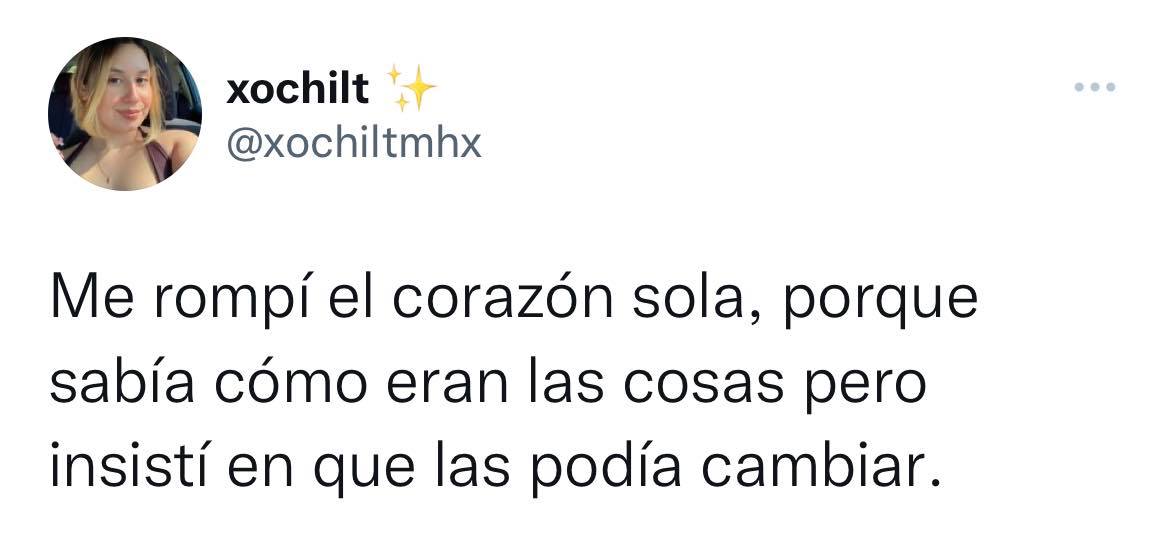 xochilt ✨
@xochiltmhx
Me rompí el corazón sola, porque
sabía cómo eran las cosas pero
insistí en que las podía cambiar.